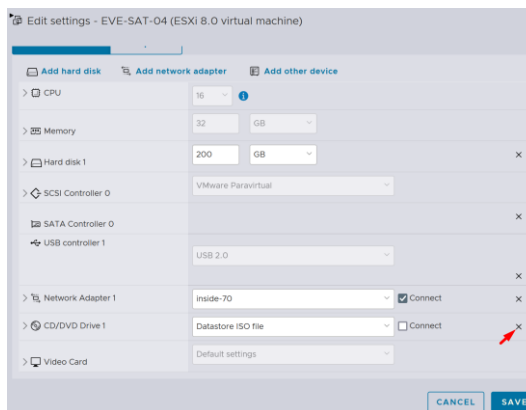 Edit settings - EVE-SAT-04 (ESXi 8.0 virtual machine)
Add hard disk Add network adapter Add other device
CPU 16
Memory 32 GB
Hard disk 1 200 GB
SCSI Controller 0 VMware Paravirtual
SATA Controller 0
USB controller 1
USB 2.0
Network Adapter 1 inside-70 Connect
CD/DVD Drive 1 Datastore ISO file Connect
Video Card Default settings
CANCEL SAVE